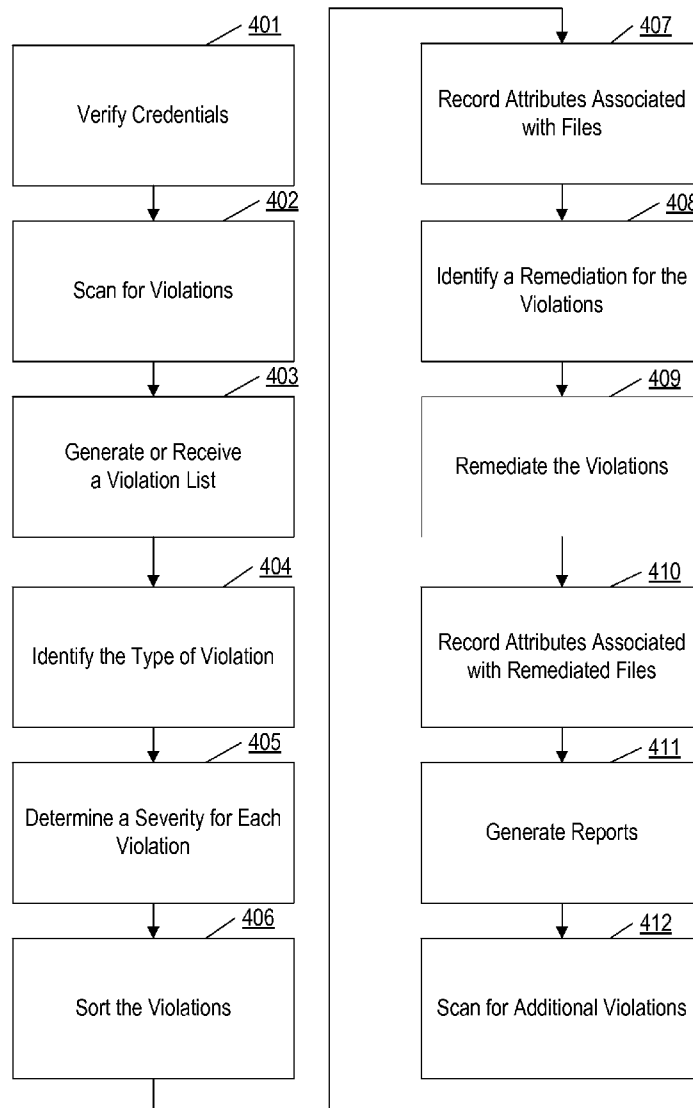 401
Verify Credentials
402
Scan for Violations
403
Generate or Receive
a Violation List
404
Identify the Type of Violation
405
Determine a Severity for Each
Violation
406
Sort the Violations
407
Record Attributes Associated
with Files
408
Identify a Remediation for the
Violations
409
Remediate the Violations
410
Record Attributes Associated
with Remediated Files
411
Generate Reports
412
Scan for Additional Violations